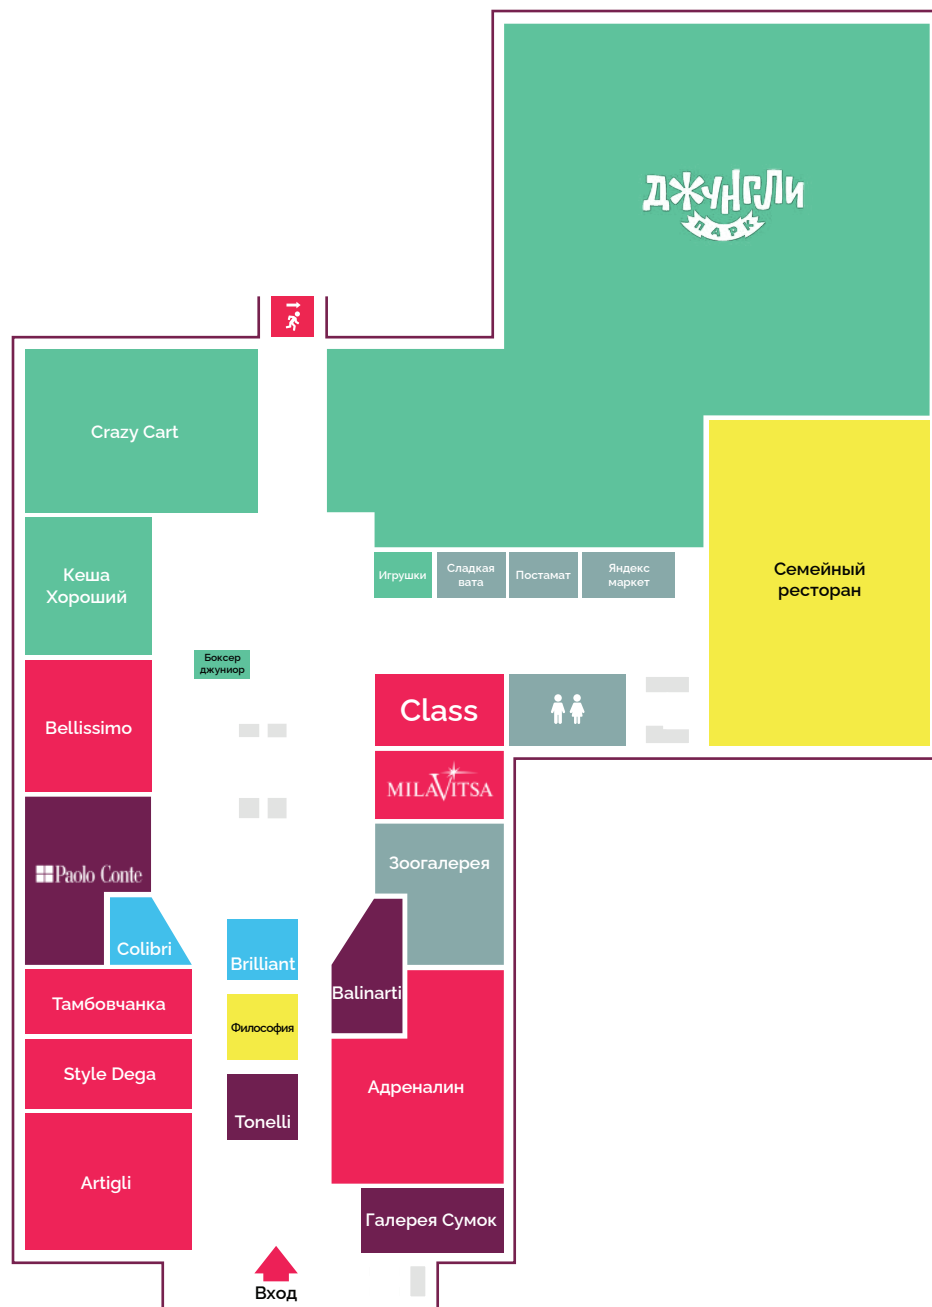 ДЖУНГЛИ
ПАРК
Crazy Cart
Кеша
Хороший
Игрушки
Сладкая
вата
Постамат
Яндекс
маркет
Семейный
ресторан
Боксер
джуниор
Bellissimo
Class
MILAVITSA
Paolo Conte
Зоогалерея
Colibri
Brilliant
Balinarti
Тамбовчанка
Философия
Style Dega
Адреналин
Tonelli
Artigli
Галерея Сумок
Вход